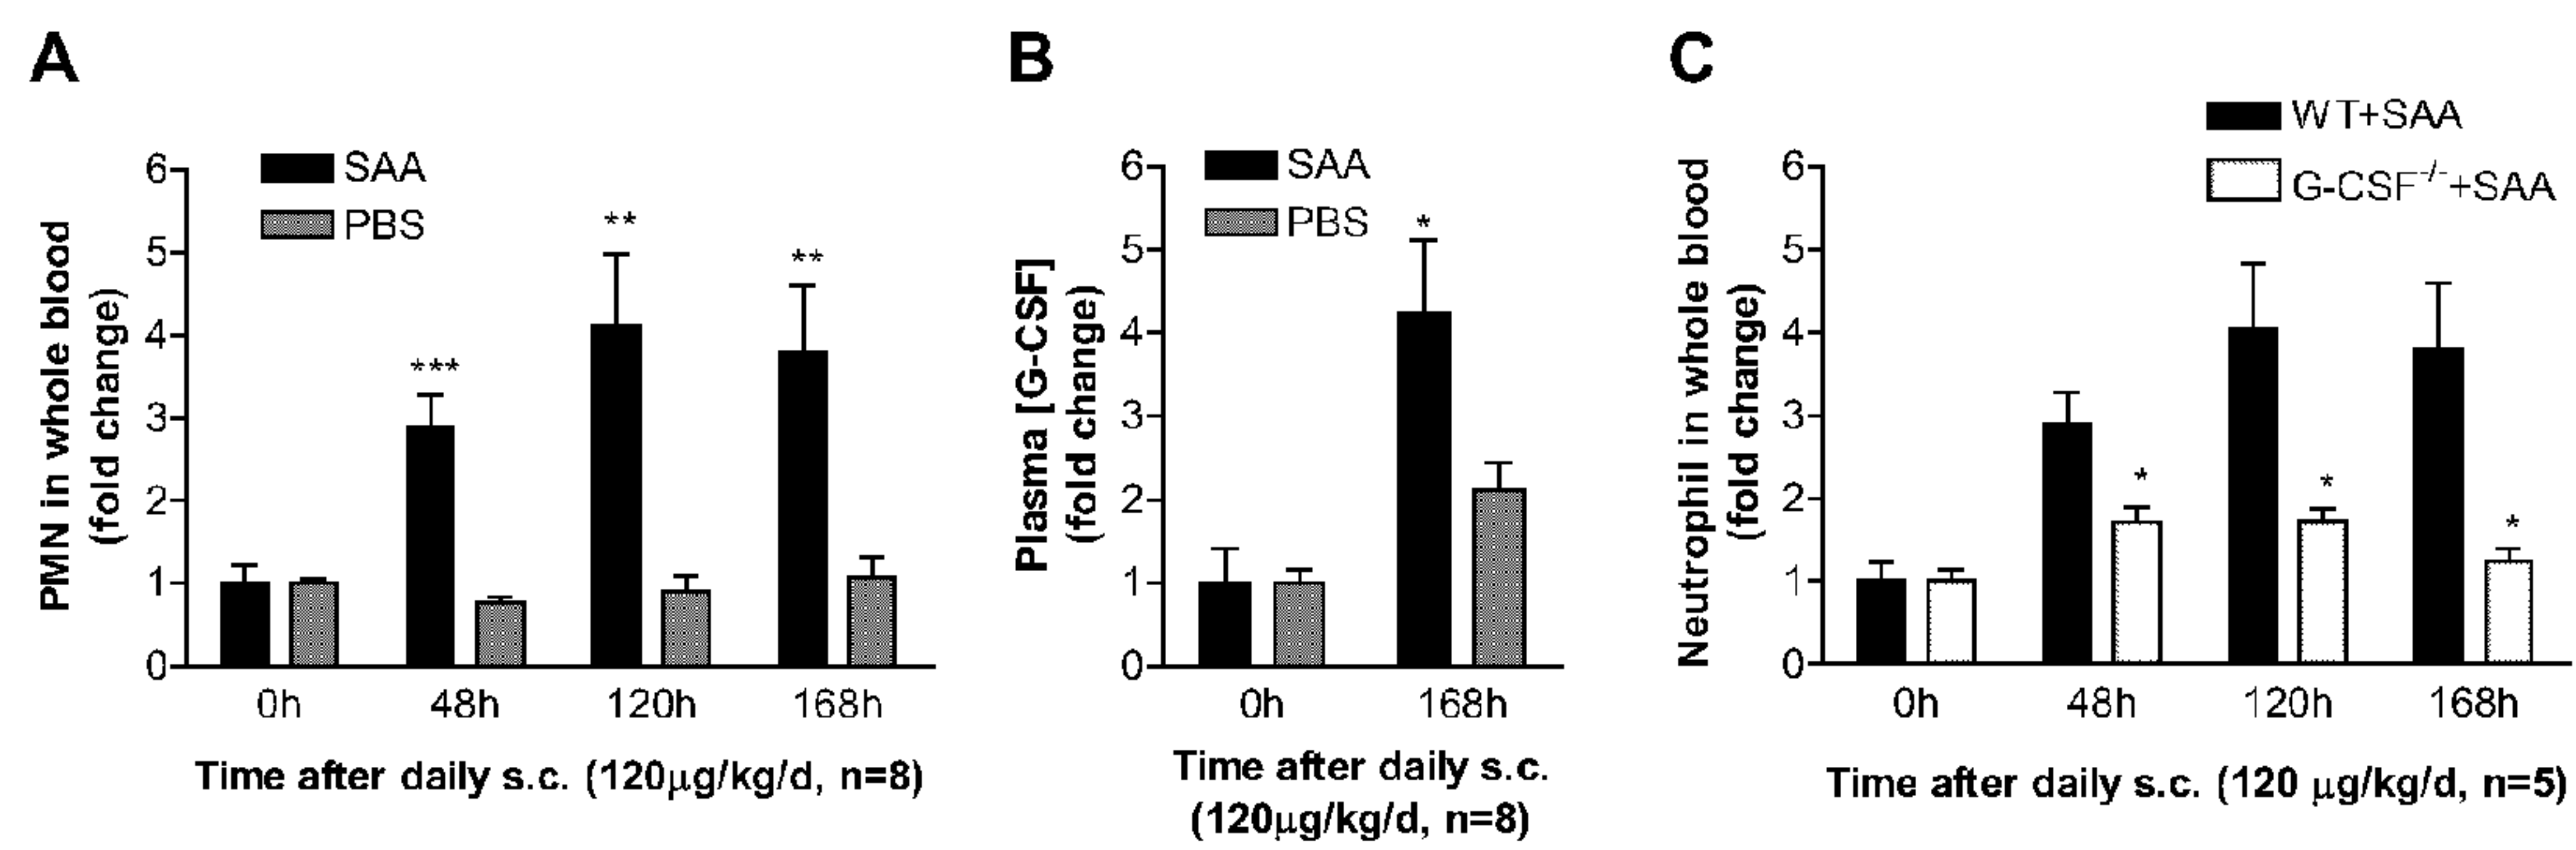 A
PMN in whole blood
(fold change)
6
5
4
3
2
1
0
SAA
PBS
***
**
**
0h
48h
120h
168h
Time after daily s.c. (120μg/kg/d, n=8)
B
Plasma [G-CSF]
(fold change)
6
5
4
3
2
1
0
SAA
PBS
*
0h
168h
Time after daily s.c.
(120μg/kg/d, n=8)
C
Neutrophil in whole blood
(fold change)
6
5
4
3
2
1
0
WT+SAA
G-CSF-/-+SAA
*
*
*
0h
48h
120h
168h
Time after daily s.c. (120 μg/kg/d, n=5)